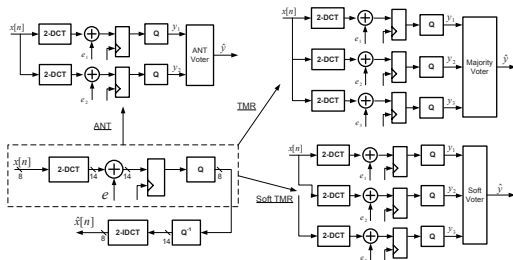 x[n]
2-DCT
e₁
Q
y₁
2-DCT
e₂
Q
y₂
ANT
Voter
ŷ
ANT
x[n]
2-DCT
e₁
Q
y₁
2-DCT
e₂
Q
y₂
2-DCT
e₃
Q
y₃
Majority
Voter
ŷ
TMR
x[n]
8
2-DCT
14
e
14
Q
8
x̂[n]
8
2-IDCT
14
Q⁻¹
Soft TMR
x[n]
2-DCT
e₁
Q
y₁
2-DCT
e₂
Q
y₂
2-DCT
e₃
Q
y₃
Soft
Voter
ŷ